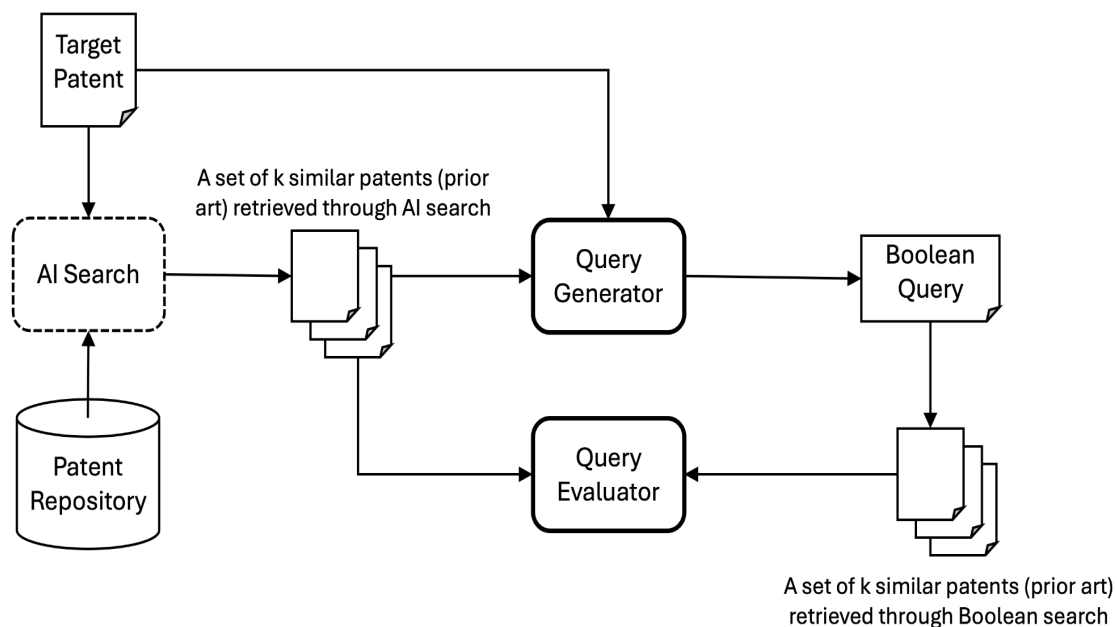 Target
Patent
A set of k similar patents (prior
art) retrieved through AI search
AI Search
Query
Generator
Boolean
Query
Patent
Repository
Query
Evaluator
A set of k similar patents (prior art)
retrieved through Boolean search